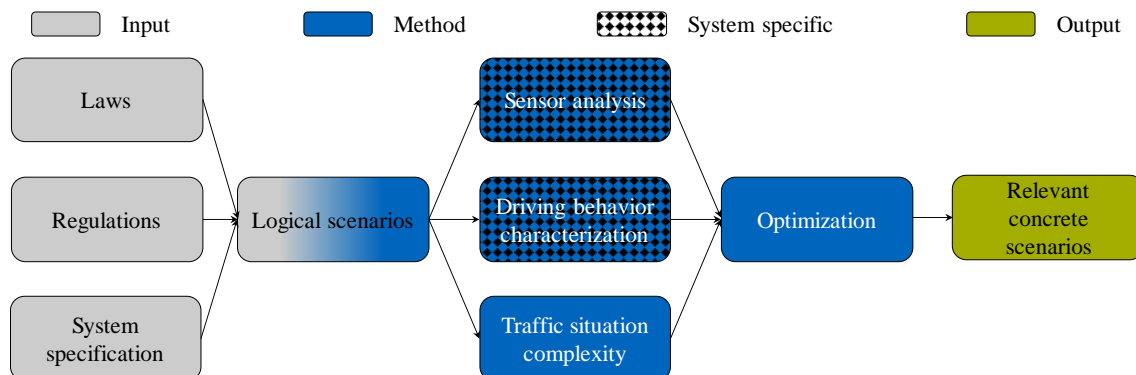 Input
Method
System specific
Output
Laws
Regulations
System
specification
Logical scenarios
Sensor analysis
Driving behavior
characterization
Traffic situation
complexity
Optimization
Relevant
concrete
scenarios